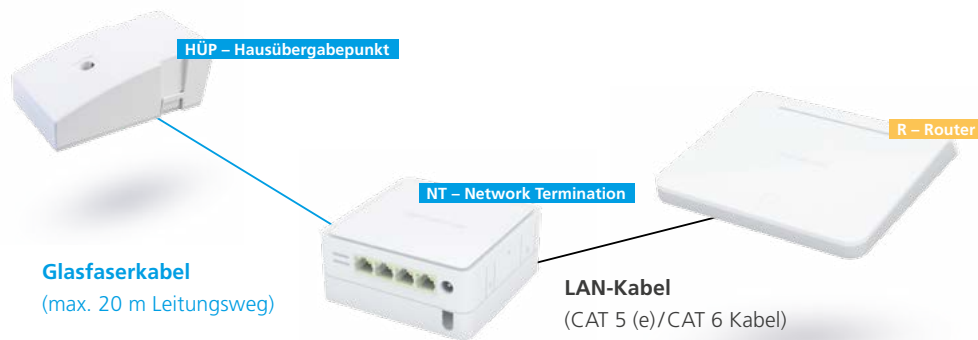 HÜP – Hausübergabepunkt
R – Router
NT – Network Termination
Glasfaserkabel
(max. 20 m Leitungsweg)
LAN-Kabel
(CAT 5 (e)/CAT 6 Kabel)